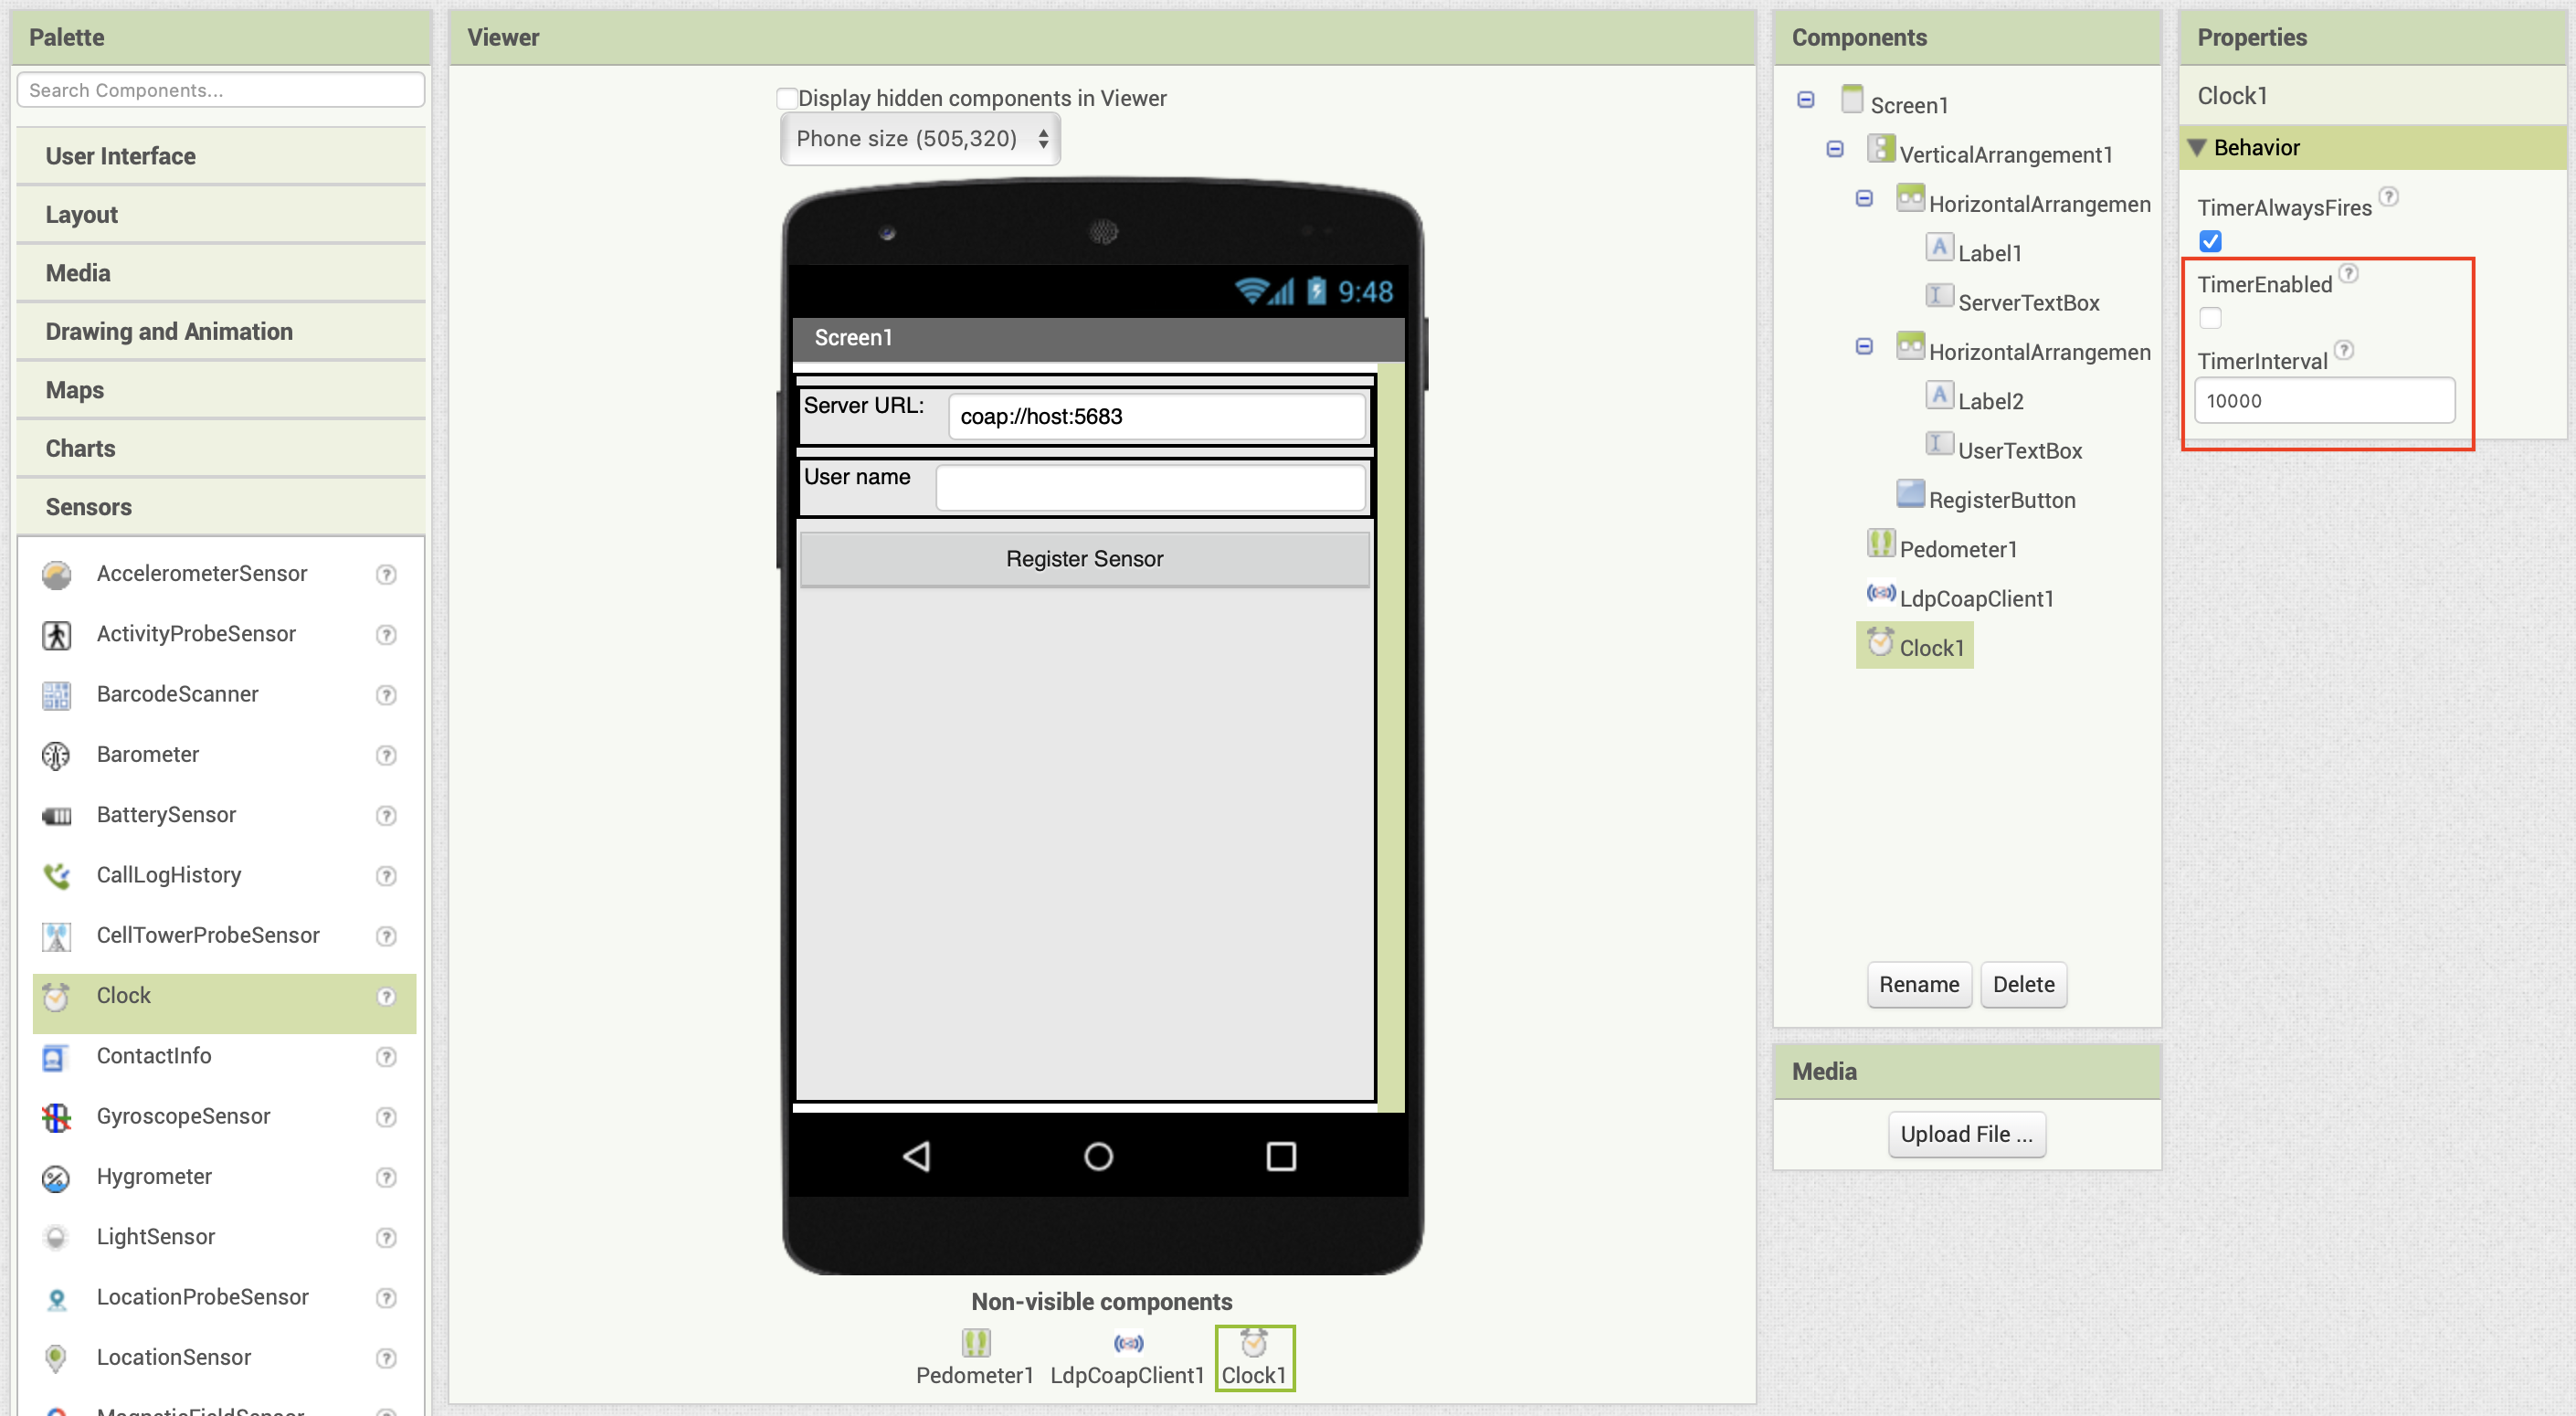 Palette
Search Components...
User Interface
Layout
Media
Drawing and Animation
Maps
Charts
Sensors
AccelerometerSensor
ActivityProbeSensor
BarcodeScanner
Barometer
BatterySensor
CallLogHistory
CellTowerProbeSensor
Clock
ContactInfo
GyroscopeSensor
Hygrometer
LightSensor
LocationProbeSensor
LocationSensor
MagneticFieldSensor
Viewer
Display hidden components in Viewer
Phone size (505,320)
9:48
Screen1
Server URL: coap://host:5683
User name
Register Sensor
Non-visible components
Pedometer1 LdpCoapClient1 Clock1
Components
Screen1
VerticalArrangement1
HorizontalArrangemen
Label1
ServerTextBox
HorizontalArrangemen
Label2
UserTextBox
RegisterButton
Pedometer1
LdpCoapClient1
Clock1
Rename Delete
Media
Upload File ...
Properties
Clock1
Behavior
TimerAlwaysFires
TimerEnabled
TimerInterval
10000